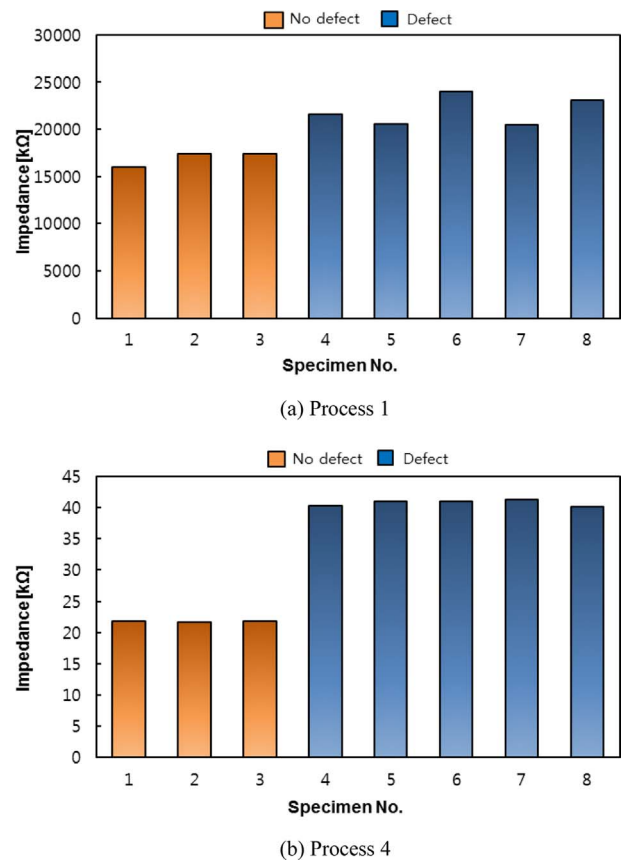 No defect Defect
30000
25000
20000
15000
10000
5000
0
Impedance[kΩ]
1 2 3 4 5 6 7 8
Specimen No.
(a) Process 1
No defect Defect
45
40
35
30
25
20
15
10
5
0
Impedance[kΩ]
1 2 3 4 5 6 7 8
Specimen No.
(b) Process 4